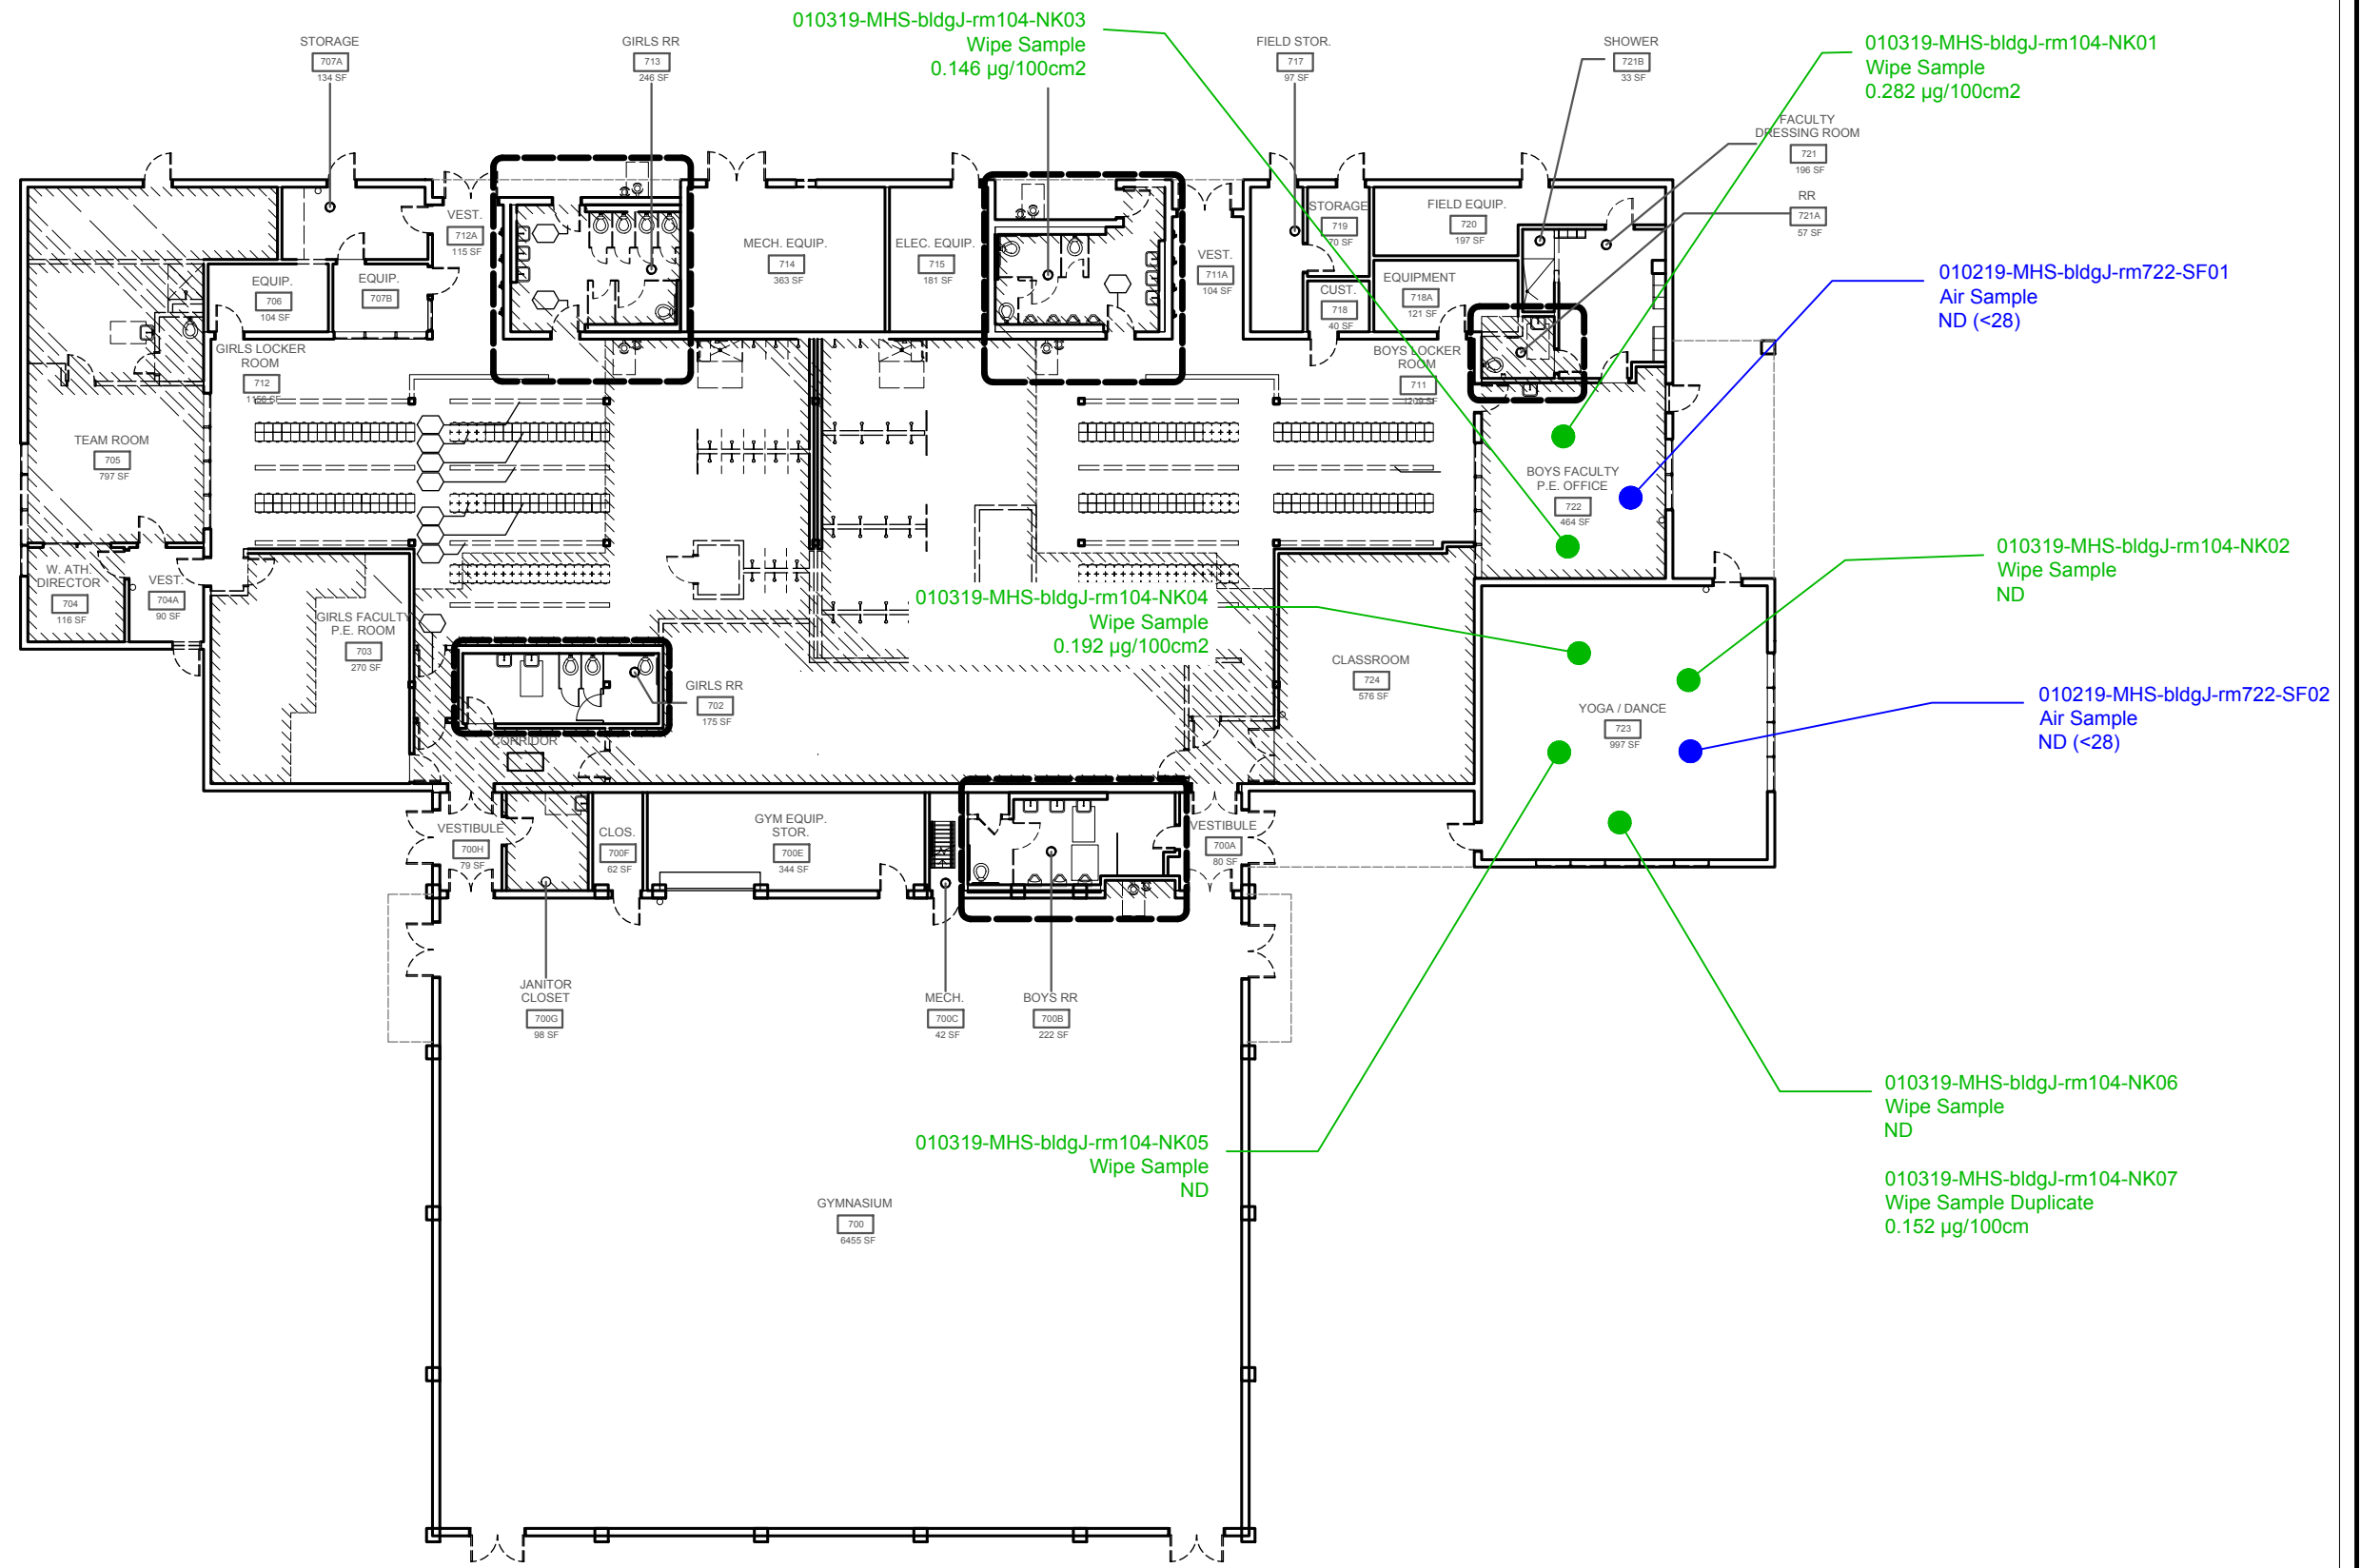 010319-MHS-bldgJ-rm104-NK03
Wipe Sample
0.146 µg/100cm2
010319-MHS-bldgJ-rm104-NK01
Wipe Sample
0.282 µg/100cm2
STORAGE
707A
134 SF
GIRLS RR
713
246 SF
FIELD STOR.
717
97 SF
SHOWER
721B
33 SF
FACULTY
DRESSING ROOM
721
196 SF
RR
721A
57 SF
VEST.
712A
115 SF
MECH. EQUIP.
714
363 SF
ELEC. EQUIP.
715
181 SF
VEST.
711A
104 SF
STORAGE
719
70 SF
FIELD EQUIP.
720
197 SF
EQUIP.
706
104 SF
EQUIP.
707B
CUST.
718
40 SF
EQUIPMENT
718A
121 SF
010219-MHS-bldgJ-rm722-SF01
Air Sample
ND (<28)
GIRLS LOCKER
ROOM
712
BOYS LOCKER
ROOM
711
TEAM ROOM
705
797 SF
BOYS FACULTY
P.E. OFFICE
722
464 SF
010319-MHS-bldgJ-rm104-NK02
Wipe Sample
ND
W. ATH.
DIRECTOR
704
116 SF
VEST.
704A
90 SF
GIRLS FACULTY
P.E. ROOM
703
270 SF
010319-MHS-bldgJ-rm104-NK04
Wipe Sample
0.192 µg/100cm2
CLASSROOM
724
576 SF
GIRLS RR
702
175 SF
YOGA / DANCE
723
997 SF
010219-MHS-bldgJ-rm722-SF02
Air Sample
ND (<28)
CORRIDOR
VESTIBULE
700H
79 SF
CLOS.
700F
62 SF
GYM EQUIP.
STOR.
700E
344 SF
VESTIBULE
700A
80 SF
JANITOR
CLOSET
700G
98 SF
MECH.
700C
42 SF
BOYS RR
700B
222 SF
010319-MHS-bldgJ-rm104-NK06
Wipe Sample
ND
010319-MHS-bldgJ-rm104-NK05
Wipe Sample
ND
010319-MHS-bldgJ-rm104-NK07
Wipe Sample Duplicate
0.152 µg/100cm
GYMNASIUM
700
6455 SF